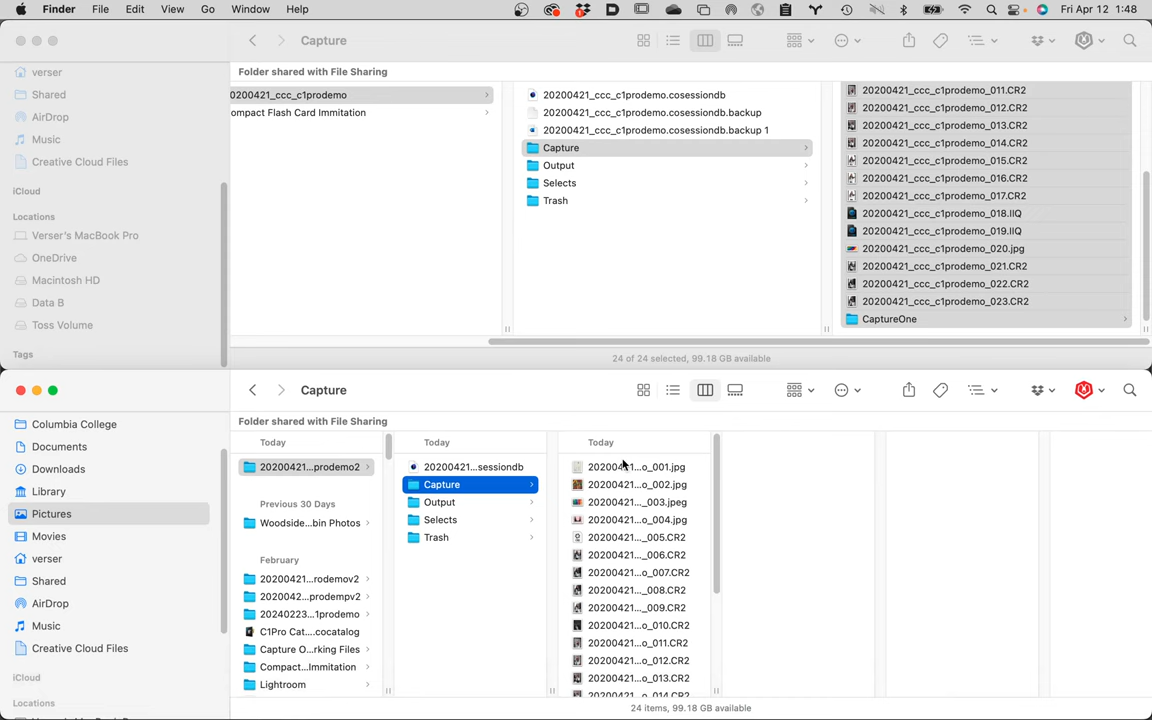 Finder File Edit View Go Window Help Fri Apr 12 1:48
Capture
verser
Shared
AirDrop
Music
Creative Cloud Files
iCloud
Locations
Verser's MacBook Pro
OneDrive
Macintosh HD
Data B
Toss Volume
Tags
Folder shared with File Sharing
0200421_ccc_c1prodemo
ompact Flash Card Immitation
20200421_ccc_c1prodemo.cosessiondb
20200421_ccc_c1prodemo.cosessiondb.backup
20200421_ccc_c1prodemo.cosessiondb.backup 1
Capture
Output
Selects
Trash
20200421_ccc_c1prodemo_011.CR2
20200421_ccc_c1prodemo_012.CR2
20200421_ccc_c1prodemo_013.CR2
20200421_ccc_c1prodemo_014.CR2
20200421_ccc_c1prodemo_015.CR2
20200421_ccc_c1prodemo_016.CR2
20200421_ccc_c1prodemo_017.CR2
20200421_ccc_c1prodemo_018.IIQ
20200421_ccc_c1prodemo_019.IIQ
20200421_ccc_c1prodemo_020.jpg
20200421_ccc_c1prodemo_021.CR2
20200421_ccc_c1prodemo_022.CR2
20200421_ccc_c1prodemo_023.CR2
CaptureOne
24 of 24 selected, 99.18 GB available
Capture
Columbia College
Documents
Downloads
Library
Pictures
Movies
verser
Shared
AirDrop
Music
Creative Cloud Files
iCloud
Locations
Folder shared with File Sharing
Today
20200421...prodemo2
Previous 30 Days
Woodside...bin Photos
February
20200421...rodemov2
2020042...prodempv2
20240223...1prodemo
C1Pro Cat....cocatalog
Capture O...rking Files
Compact...Immitation
Lightroom
Today
20200421...sessiondb
Capture
Output
Selects
Trash
Today
20200421...o_001.jpg
20200421...o_002.jpg
20200421..._003.jpeg
20200421...o_004.jpg
20200421..._005.CR2
20200421..._006.CR2
20200421...o_007.CR2
20200421..._008.CR2
20200421..._009.CR2
20200421...o_010.CR2
20200421...o_011.CR2
20200421...o_012.CR2
20200421...o_013.CR2
20200421...o_014.CR2
24 items, 99.18 GB available